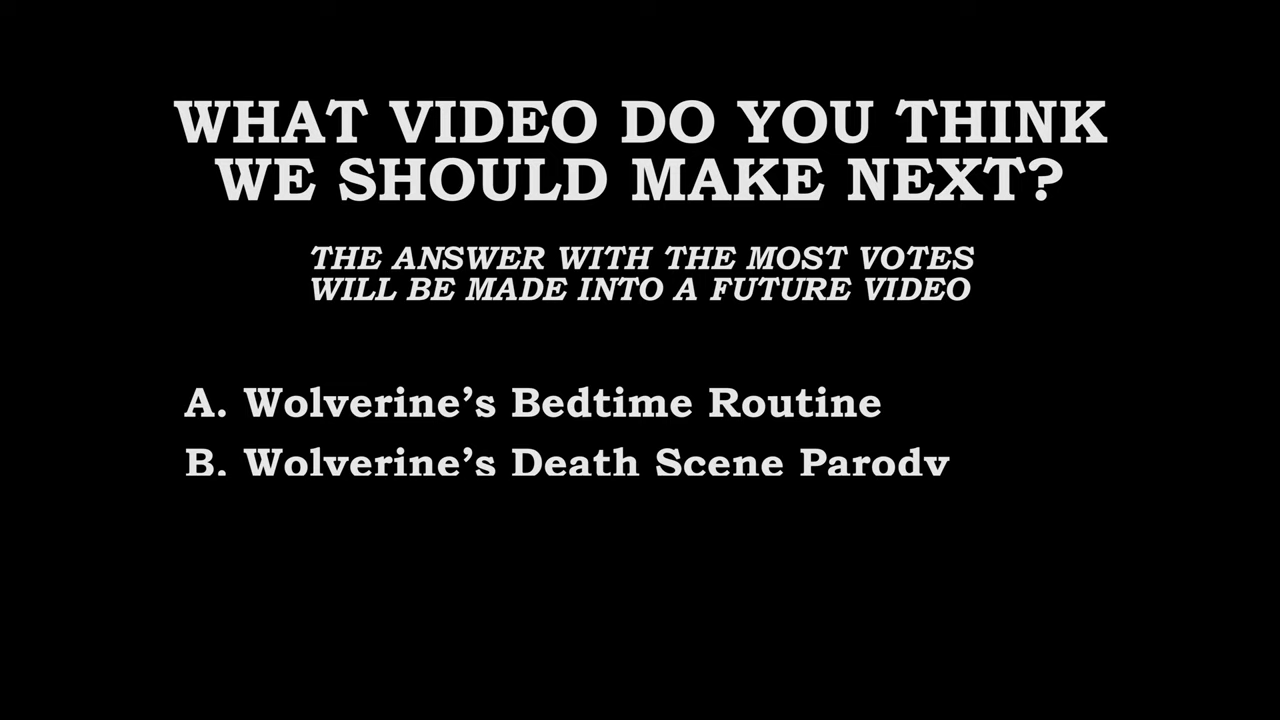 WHAT VIDEO DO YOU THINK
WE SHOULD MAKE NEXT?
THE ANSWER WITH THE MOST VOTES
WILL BE MADE INTO A FUTURE VIDEO
A. Wolverine’s Bedtime Routine
B. Wolverine’s Death Scene Parody